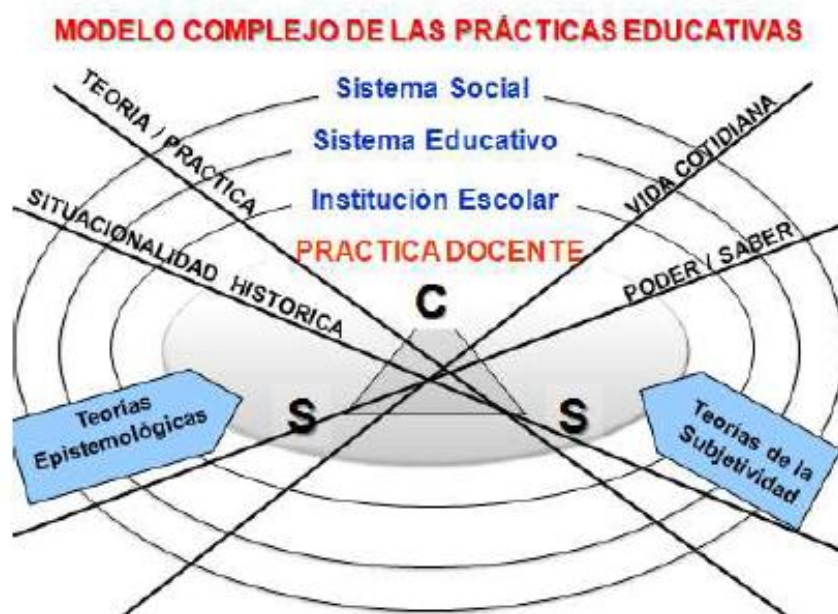 MODELO COMPLEJO DE LAS PRÁCTICAS EDUCATIVAS
Sistema Social
Sistema Educativo
Institución Escolar
PRACTICA DOCENTE
TEORIA / PRACTICA
SITUACIONALIDAD HISTORICA
VIDA COTIDIANA
PODER / SABER
C
S
S
Teorías
Epistemológicas
Teorías de la
Subjetividad